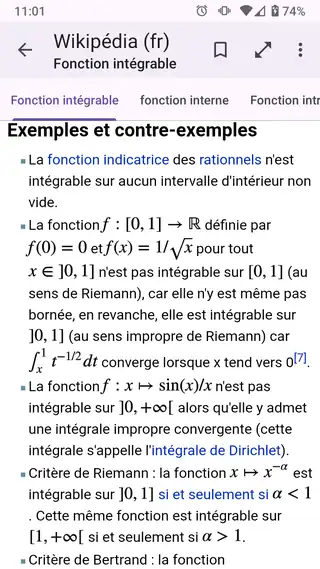 11:01
74%
Wikipédia (fr)
Fonction intégrable
Fonction intégrable fonction interne Fonction intr
Exemples et contre-exemples
La fonction indicatrice des rationnels n'est
intégrable sur aucun intervalle d'intérieur non
vide.
La fonction f : [0, 1] → ℝ définie par
f(0) = 0 et f(x) = 1/√x pour tout
x ∈ ]0, 1] n'est pas intégrable sur [0, 1] (au
sens de Riemann), car elle n'y est même pas
bornée, en revanche, elle est intégrable sur
]0, 1] (au sens impropre de Riemann) car
∫ₓ¹ t⁻¹/² dt converge lorsque x tend vers 0[7].
La fonction f : x ↦ sin(x)/x n'est pas
intégrable sur ]0, +∞[ alors qu'elle y admet
une intégrale impropre convergente (cette
intégrale s'appelle l'intégrale de Dirichlet).
Critère de Riemann : la fonction x ↦ x⁻ᵅ est
intégrable sur ]0, 1] si et seulement si α < 1
. Cette même fonction est intégrable sur
[1, +∞[ si et seulement si α > 1.
Critère de Bertrand : la fonction